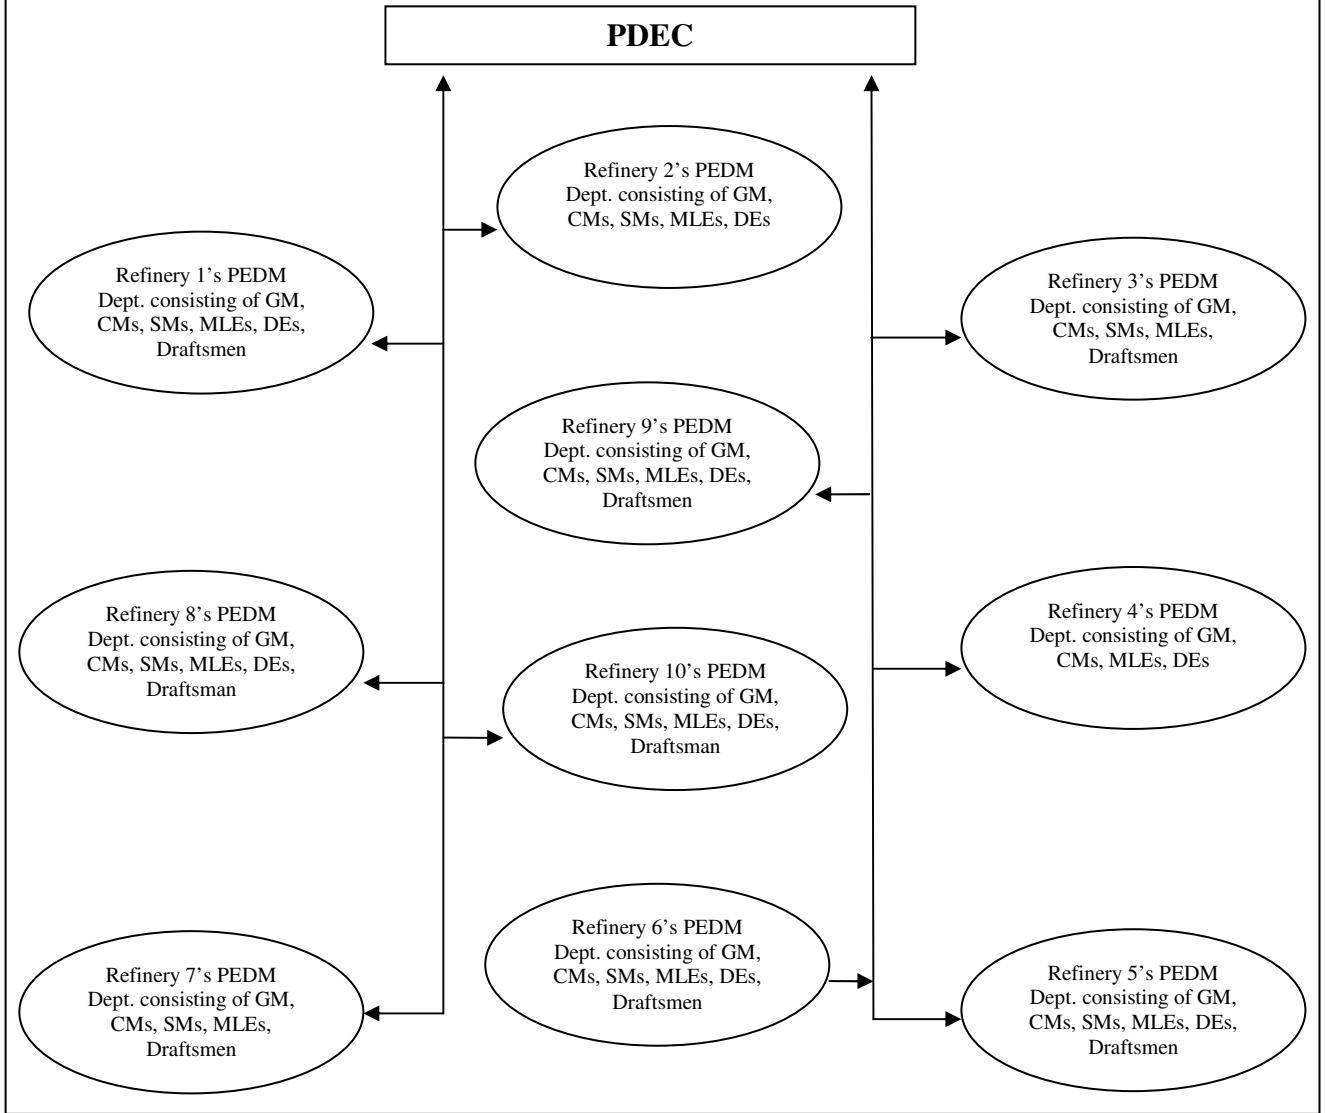 PDEC
Refinery 2’s PEDM
Dept. consisting of GM,
CMs, SMs, MLEs, DEs
Refinery 1’s PEDM
Dept. consisting of GM,
CMs, SMs, MLEs, DEs,
Draftsmen
Refinery 3’s PEDM
Dept. consisting of GM,
CMs, SMs, MLEs,
Draftsmen
Refinery 9’s PEDM
Dept. consisting of GM,
CMs, SMs, MLEs, DEs,
Draftsmen
Refinery 8’s PEDM
Dept. consisting of GM,
CMs, SMs, MLEs, DEs,
Draftsman
Refinery 4’s PEDM
Dept. consisting of GM,
CMs, MLEs, DEs
Refinery 10’s PEDM
Dept. consisting of GM,
CMs, SMs, MLEs, DEs,
Draftsman
Refinery 6’s PEDM
Dept. consisting of GM,
CMs, SMs, MLEs, DEs,
Draftsmen
Refinery 7’s PEDM
Dept. consisting of GM,
CMs, SMs, MLEs,
Draftsmen
Refinery 5’s PEDM
Dept. consisting of GM,
CMs, SMs, MLEs, DEs,
Draftsmen